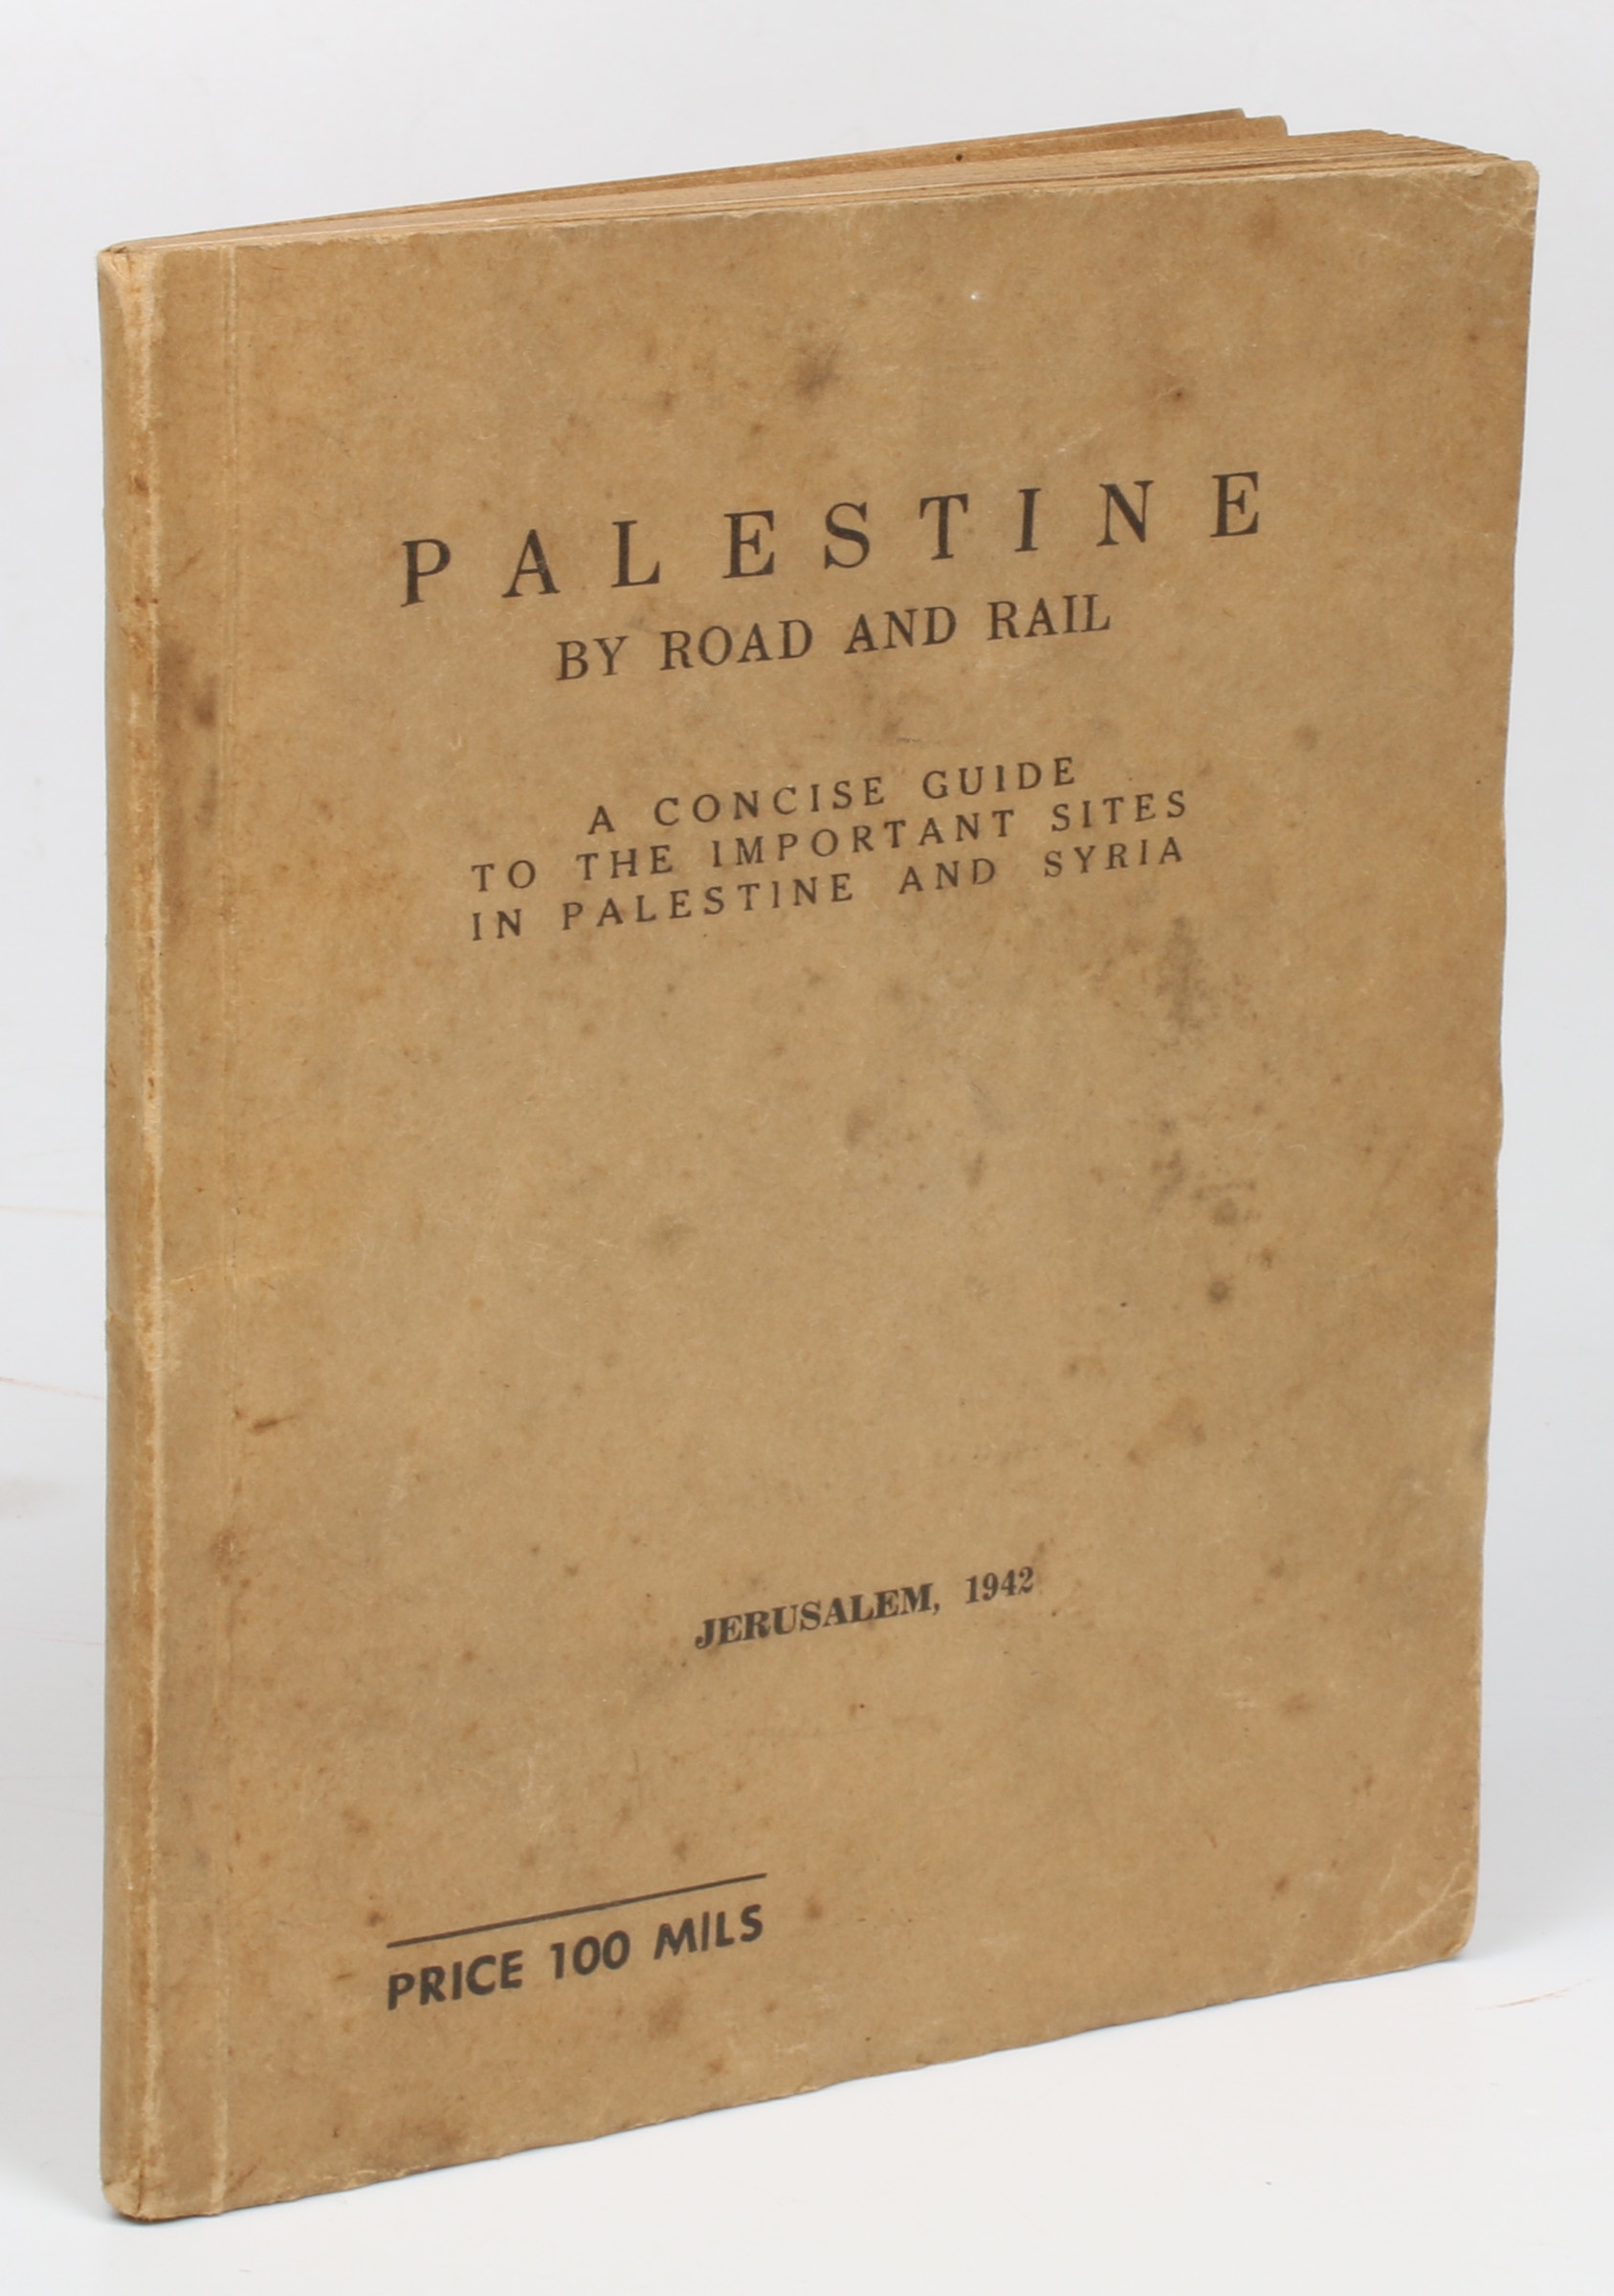 PALESTINE
BY ROAD AND RAIL
A CONCISE GUIDE
TO THE IMPORTANT SITES
IN PALESTINE AND SYRIA
JERUSALEM, 1942
PRICE 100 MILS